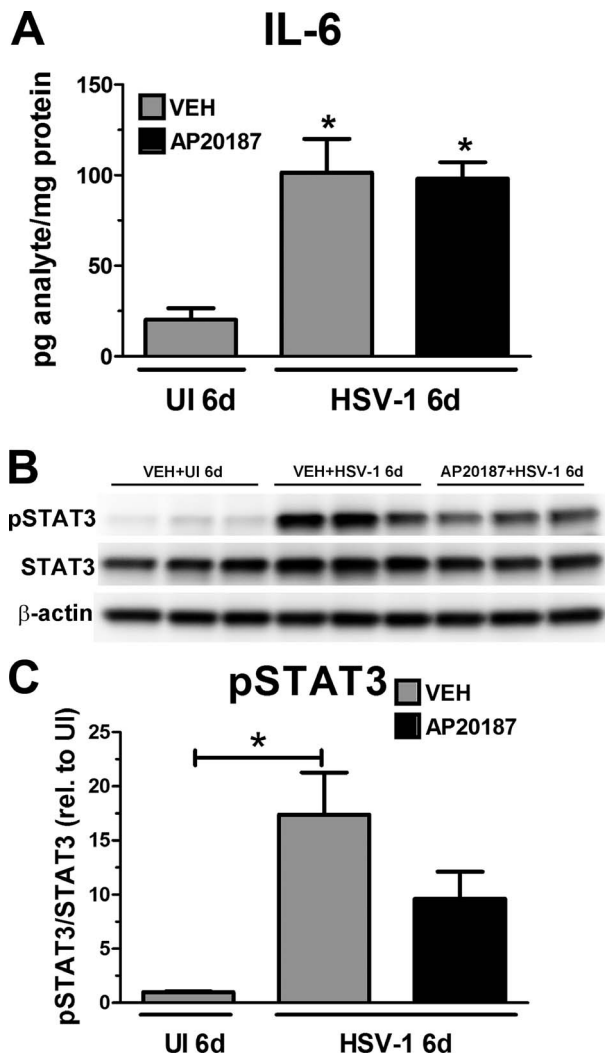 A
IL-6
pg analyte/mg protein
150
100
50
0
VEH
AP20187
*
*
UI 6d
HSV-1 6d
B
VEH+UI 6d
VEH+HSV-1 6d
AP20187+HSV-1 6d
pSTAT3
STAT3
β-actin
C
pSTAT3
VEH
AP20187
pSTAT3/STAT3 (rel. to UI)
25
20
15
10
5
0
*
UI 6d
HSV-1 6d